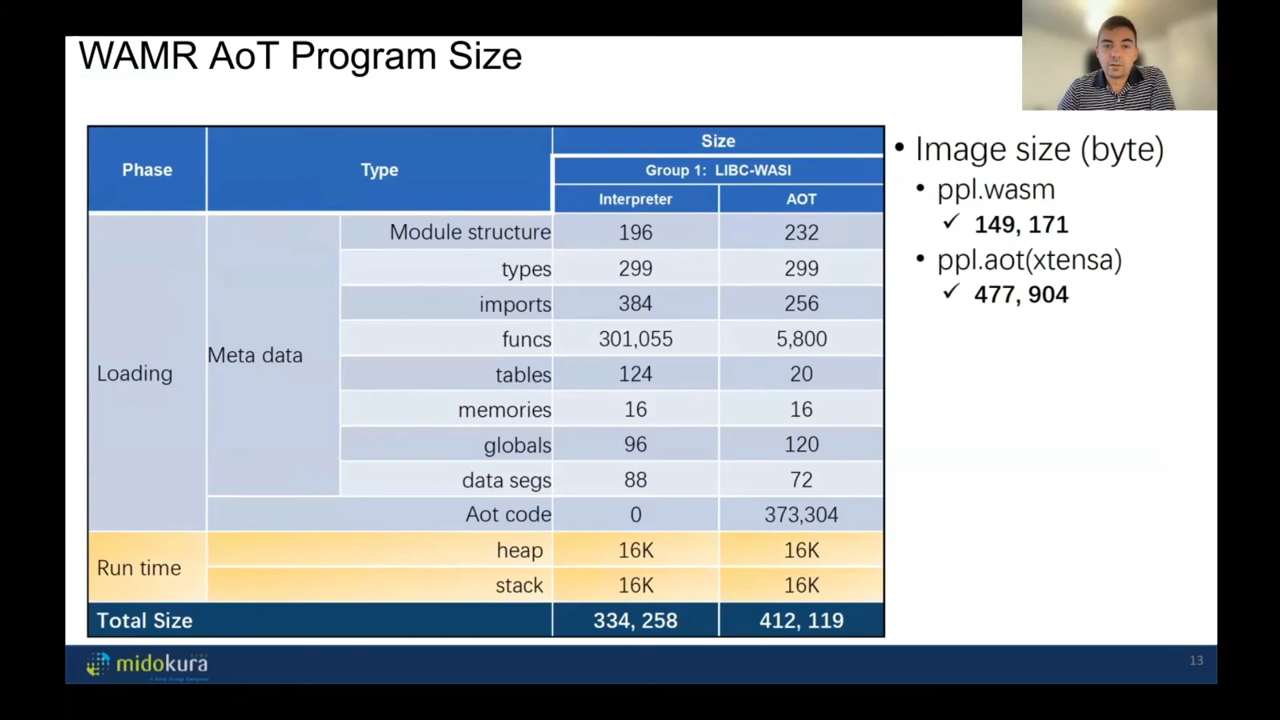 WAMR AoT Program Size
Phase Type Size
Group 1: LIBC-WASI
Interpreter AOT
Loading Meta data Module structure 196 232
types 299 299
imports 384 256
funcs 301,055 5,800
tables 124 20
memories 16 16
globals 96 120
data segs 88 72
Aot code 0 373,304
Run time heap 16K 16K
stack 16K 16K
Total Size 334, 258 412, 119
• Image size (byte)
• ppl.wasm
✓ 149, 171
• ppl.aot(xtensa)
✓ 477, 904
midokura
13